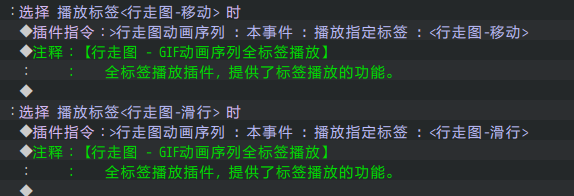 ：选择 播放标签<行走图-移动> 时
◆插件指令：>行走图动画序列 : 本事件 : 播放指定标签 : <行走图-移动>
◆注释：【行走图 - GIF动画序列全标签播放】
：　　：　　全标签播放插件，提供了标签播放的功能。
◆
：选择 播放标签<行走图-滑行> 时
◆插件指令：>行走图动画序列 : 本事件 : 播放指定标签 : <行走图-滑行>
◆注释：【行走图 - GIF动画序列全标签播放】
：　　：　　全标签播放插件，提供了标签播放的功能。
◆